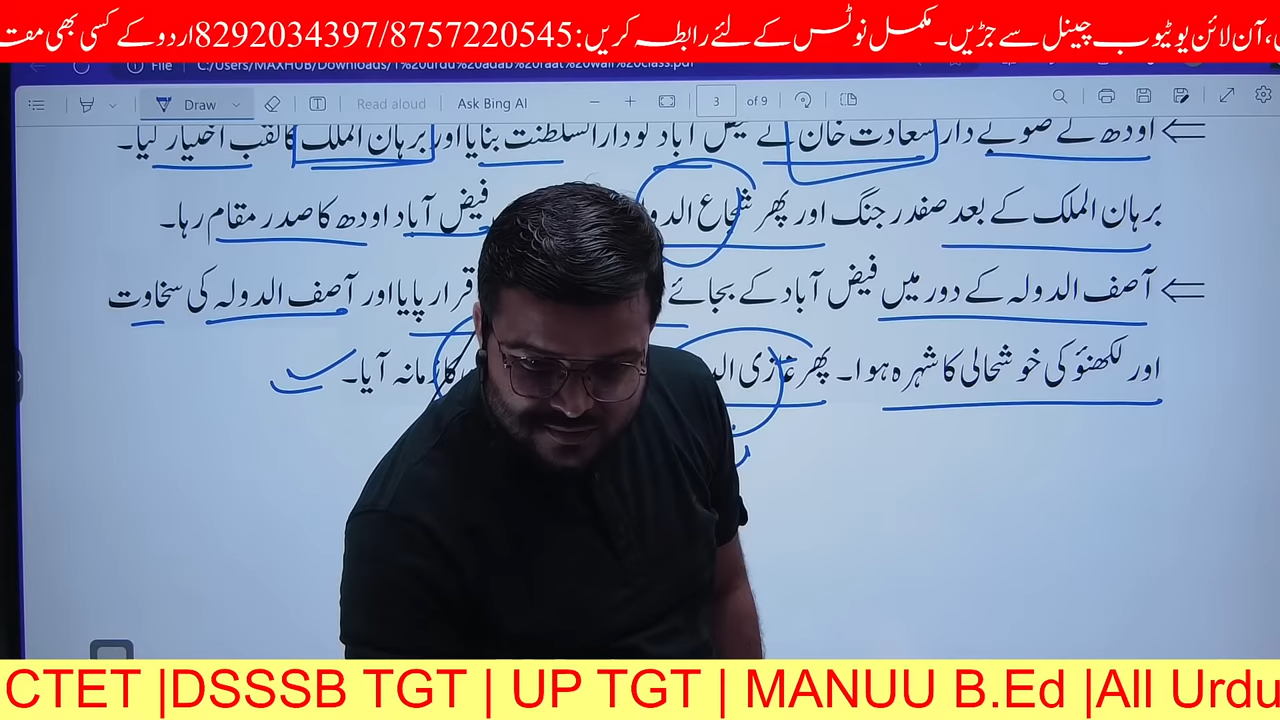 ،آن لائن یوٹیوب چینل سے جڑیں۔ مکمل نوٹس کے لئے رابطہ کریں:8292034397/8757220545اردو کے کسی بھی
File C:/Users/MAXHUB/Downloads/
Draw Read aloud Ask Bing AI 3 of 9
اودھ کے صوبے دار سعادت خان نے فیض آباد کو دارالسلطنت بنایا اور برہان الملک کا لقب اختیار کیا۔
برہان الملک کے بعد صفدر جنگ اور پھر شجاع فیض آباد اودھ کا صدر مقام رہا۔
آصف الدولہ کے دور میں فیض آباد کے بجائے قرار پایا اور آصف الدولہ کی سخاوت
اور لکھنؤ کی خوشحالی کا شہرہ ہوا۔ پھر غازی کا زمانہ آیا۔
CTET |DSSSB TGT | UP TGT | MANUU B.Ed |All Urdu